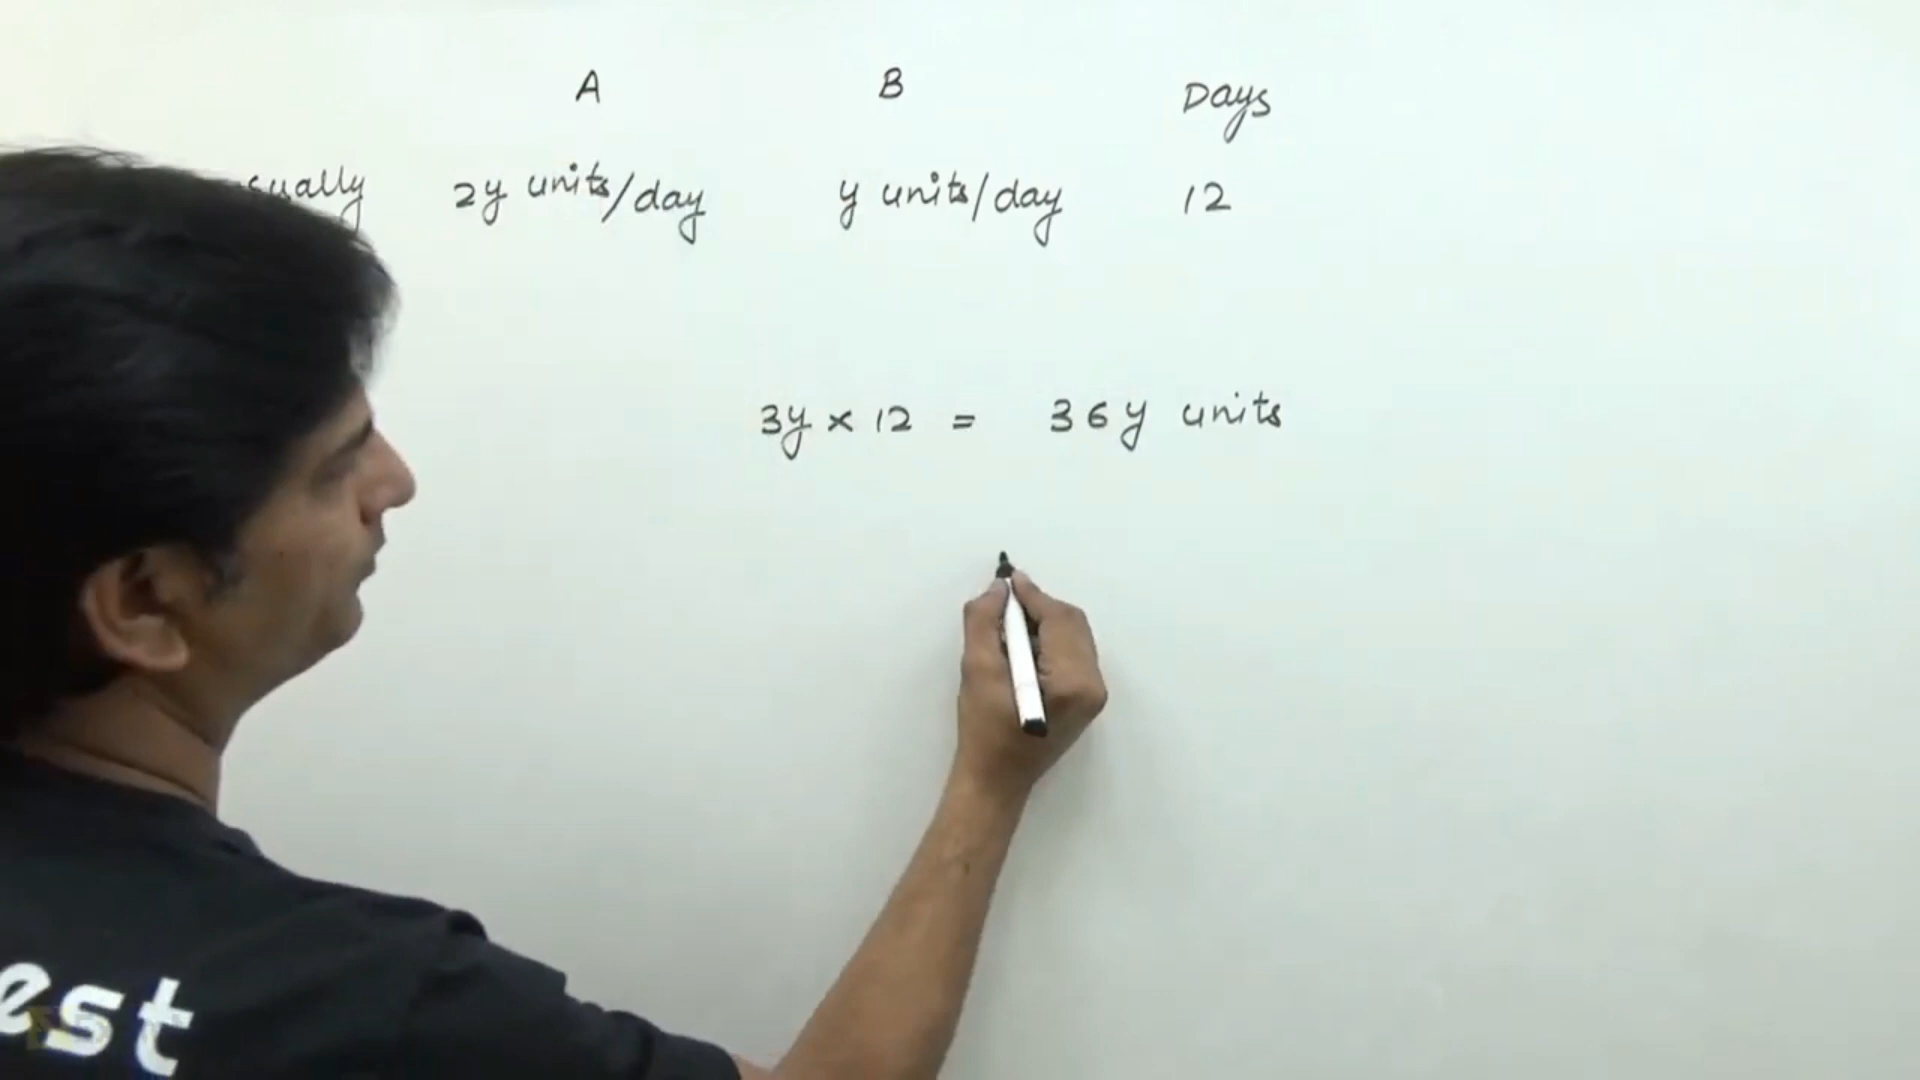 A B Days
2y units/day y units/day 12
3y × 12 = 36y units
est